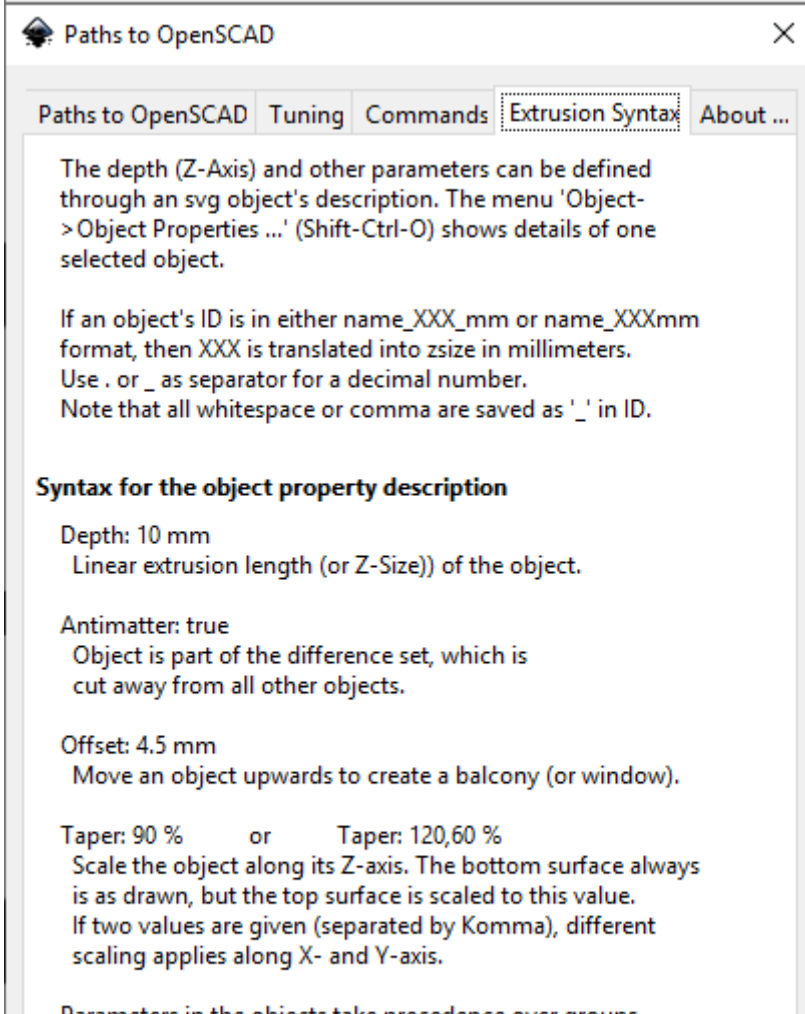 Paths to OpenSCAD
Paths to OpenSCAD Tuning Commands Extrusion Syntax About ...
The depth (Z-Axis) and other parameters can be defined
through an svg object's description. The menu 'Object-
>Object Properties ...' (Shift-Ctrl-O) shows details of one
selected object.
If an object's ID is in either name_XXX_mm or name_XXXmm
format, then XXX is translated into zsize in millimeters.
Use . or _ as separator for a decimal number.
Note that all whitespace or comma are saved as '_' in ID.
Syntax for the object property description
Depth: 10 mm
Linear extrusion length (or Z-Size)) of the object.
Antimatter: true
Object is part of the difference set, which is
cut away from all other objects.
Offset: 4.5 mm
Move an object upwards to create a balcony (or window).
Taper: 90 % or Taper: 120,60 %
Scale the object along its Z-axis. The bottom surface always
is as drawn, but the top surface is scaled to this value.
If two values are given (separated by Komma), different
scaling applies along X- and Y-axis.
Parameters in the objects take precedence over groups